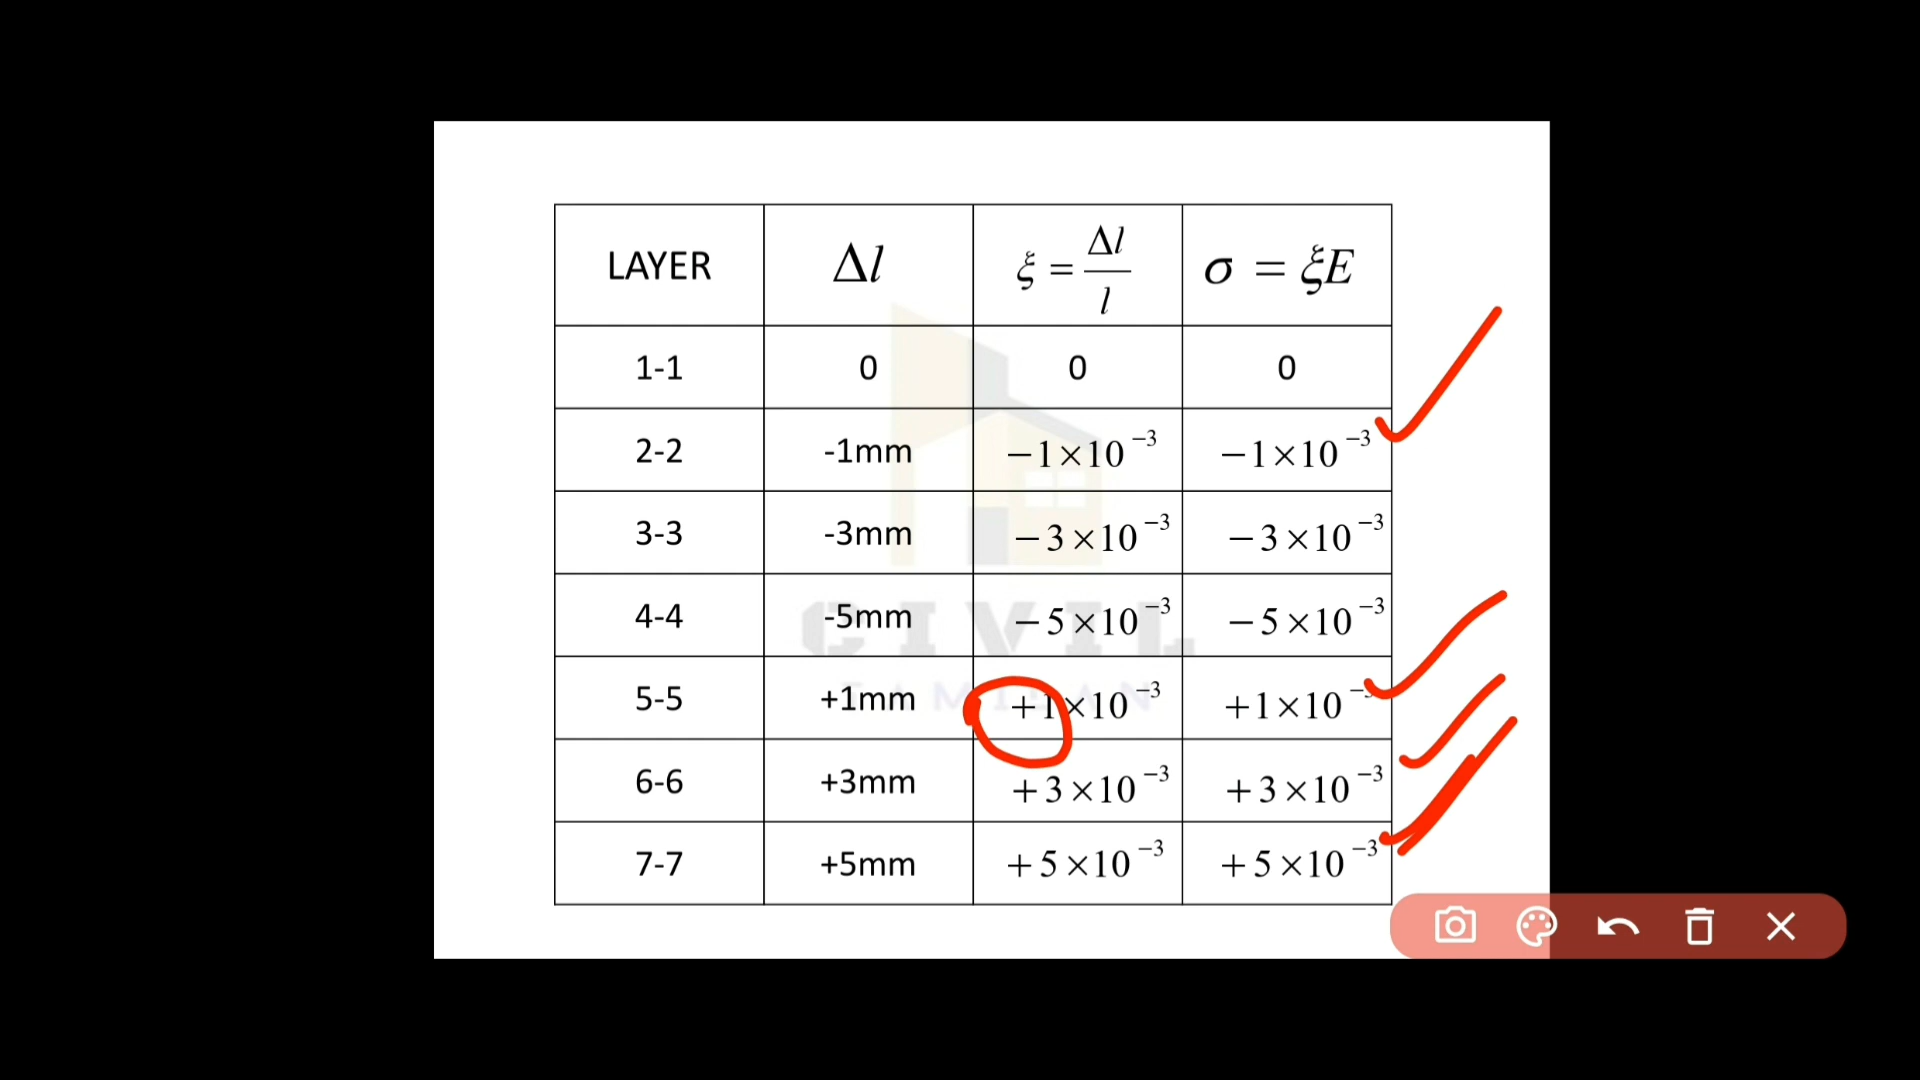 LAYER Δl ξ = Δl/l σ = ξE
1-1 0 0 0
2-2 -1mm −1×10⁻³ −1×10⁻³
3-3 -3mm −3×10⁻³ −3×10⁻³
4-4 -5mm −5×10⁻³ −5×10⁻³
5-5 +1mm +1×10⁻³ +1×10⁻³
6-6 +3mm +3×10⁻³ +3×10⁻³
7-7 +5mm +5×10⁻³ +5×10⁻³
CIVIL